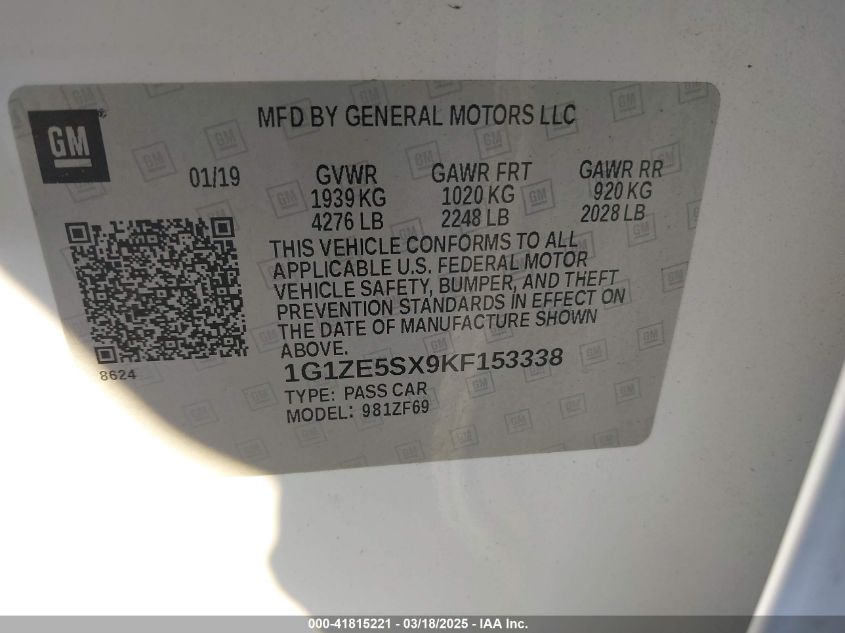 MFD BY GENERAL MOTORS LLC
GM
01/19 GVWR GAWR FRT GAWR RR
1939 KG 1020 KG 920 KG
4276 LB 2248 LB 2028 LB
THIS VEHICLE CONFORMS TO ALL
APPLICABLE U.S. FEDERAL MOTOR
VEHICLE SAFETY, BUMPER, AND THEFT
PREVENTION STANDARDS IN EFFECT ON
THE DATE OF MANUFACTURE SHOWN
ABOVE.
8624
1G1ZE5SX9KF153338
TYPE: PASS CAR
MODEL: 981ZF69
000-41815221 - 03/18/2025 - IAA Inc.